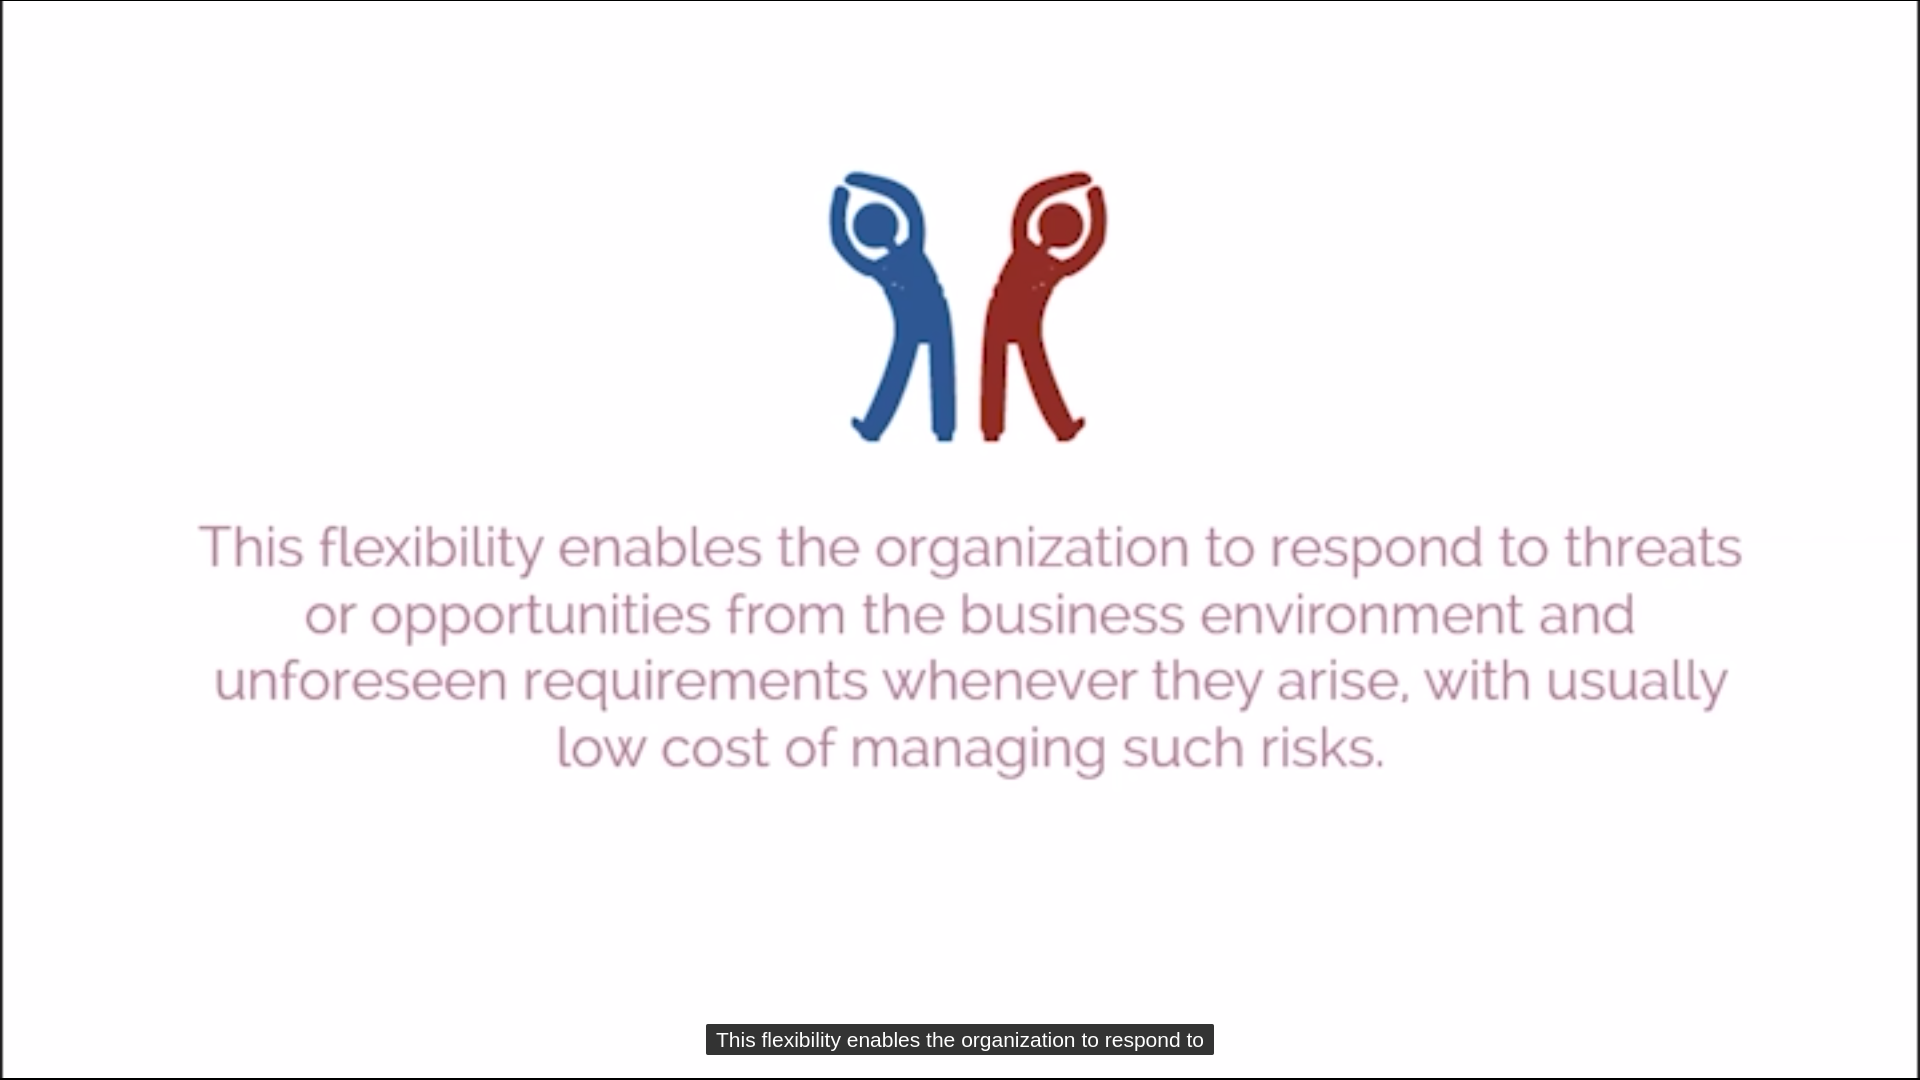 This flexibility enables the organization to respond to threats
or opportunities from the business environment and
unforeseen requirements whenever they arise, with usually
low cost of managing such risks.
This flexibility enables the organization to respond to